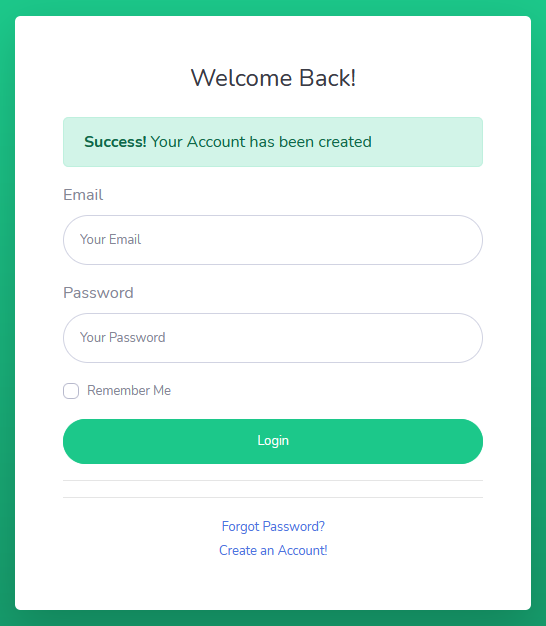 Welcome Back!
Success! Your Account has been created
Email
Your Email
Password
Your Password
Remember Me
Login
Forgot Password?
Create an Account!